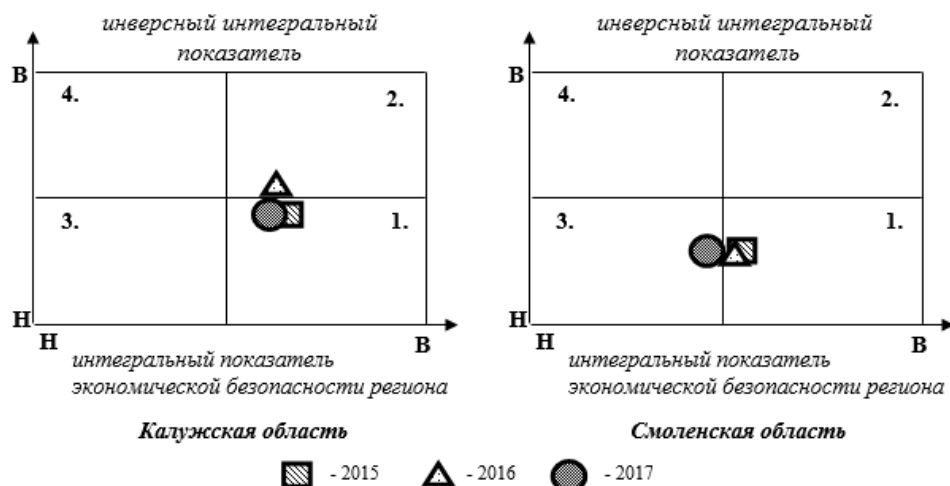 инверсный интегральный
показатель
В
4.
2.
3.
1.
Н
Н
В
интегральный показатель
экономической безопасности региона
Калужская область
инверсный интегральный
показатель
В
4.
2.
3.
1.
Н
Н
В
интегральный показатель
экономической безопасности региона
Смоленская область
- 2015
- 2016
- 2017